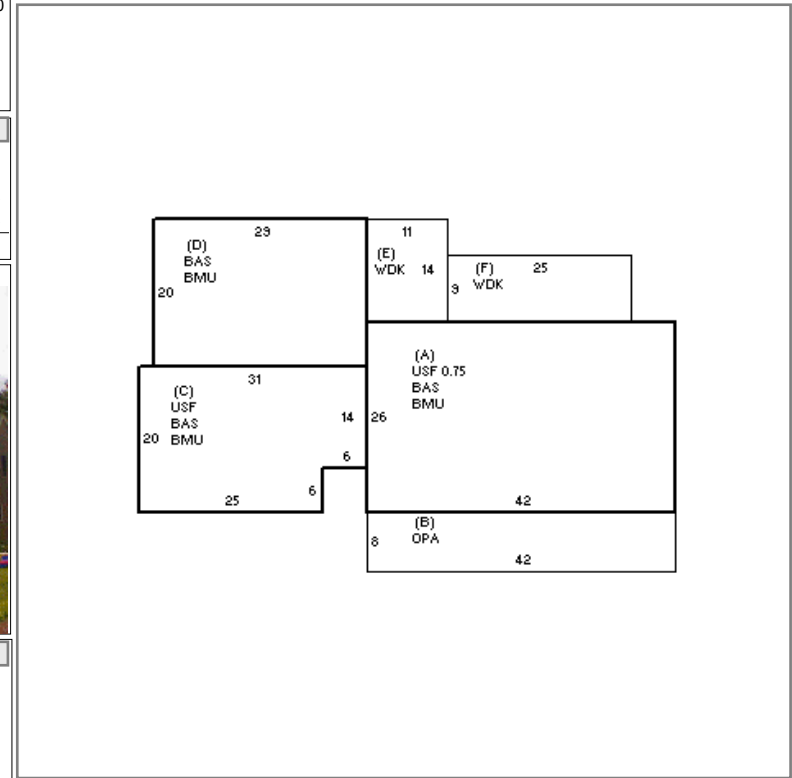 29
(D)
BAS
BMU
20
11
(E)
WDK 14
25
(F)
WDK
9
31
(C)
USF
BAS
BMU
20
14
6
6
25
(A)
USF 0.75
BAS
BMU
26
42
(B)
OPA
8
42